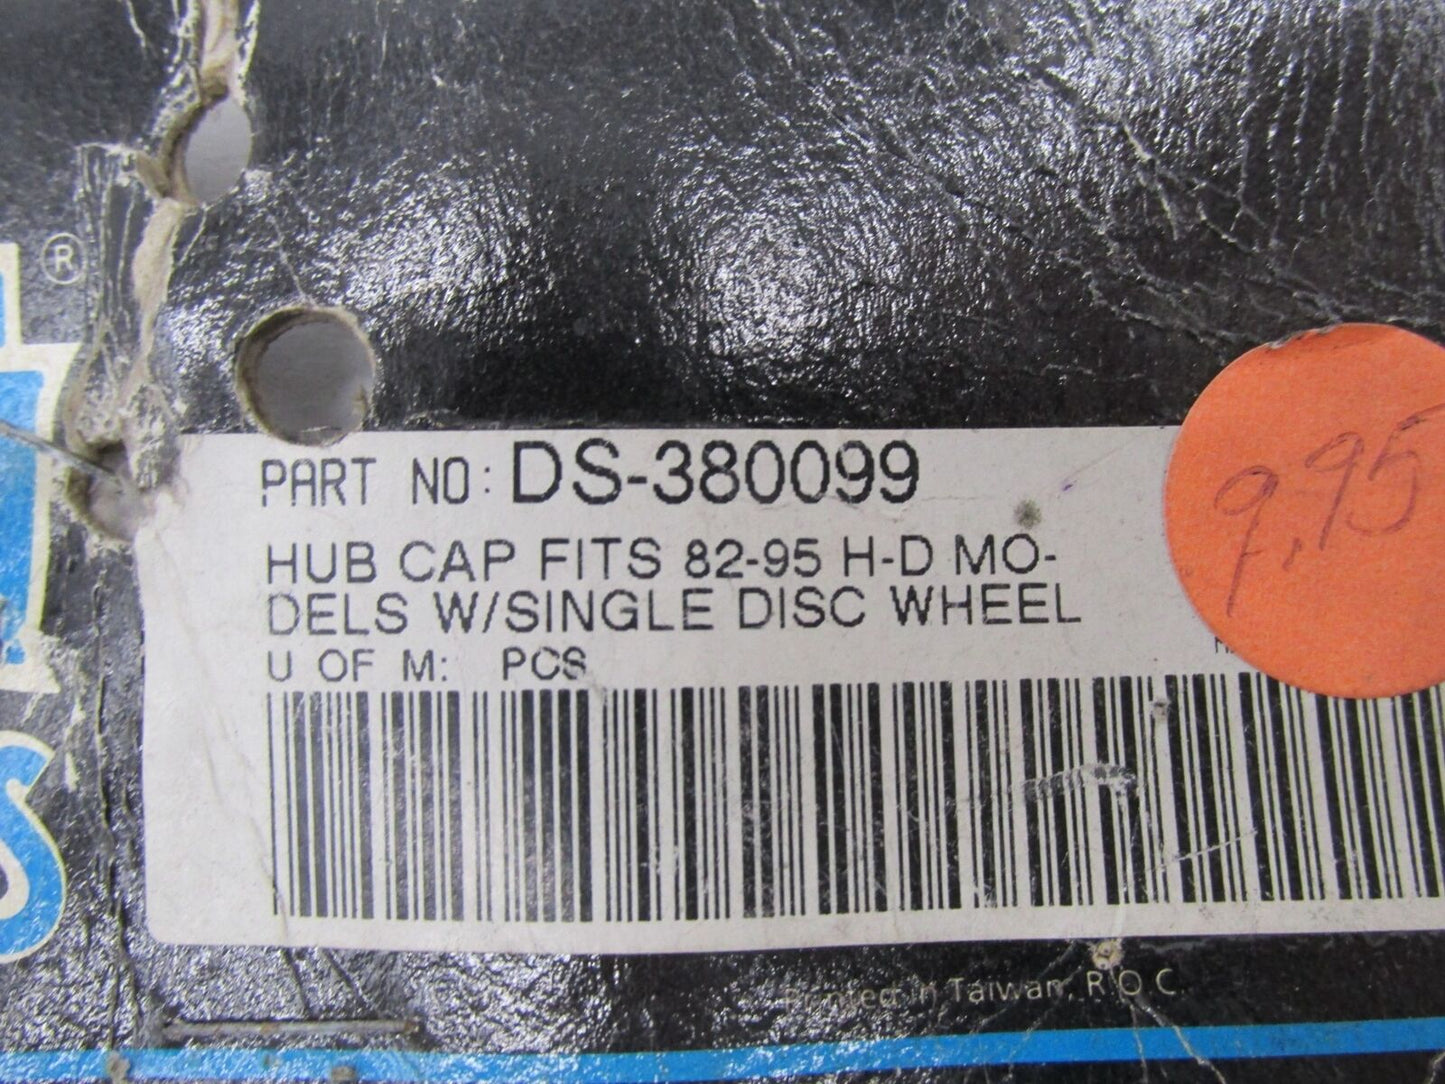 ®
PART NO: DS-380099
9.95
HUB CAP FITS 82-95 H-D MO-
DELS W/SINGLE DISC WHEEL
U OF M: PCS
Printed in Taiwan, R.O.C.